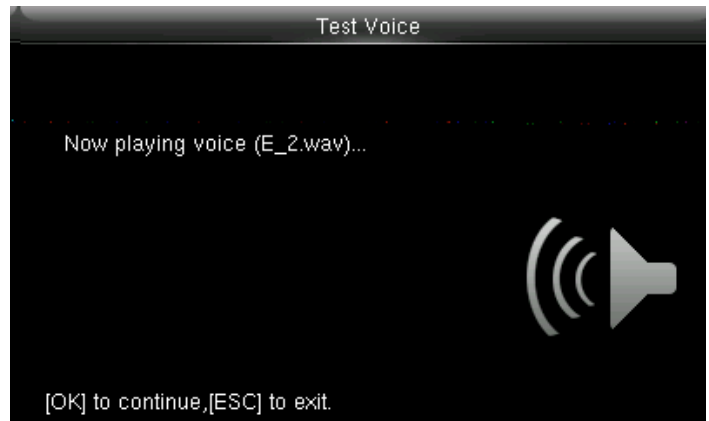 Test Voice
Now playing voice (E_2.wav)...
[OK] to continue,[ESC] to exit.